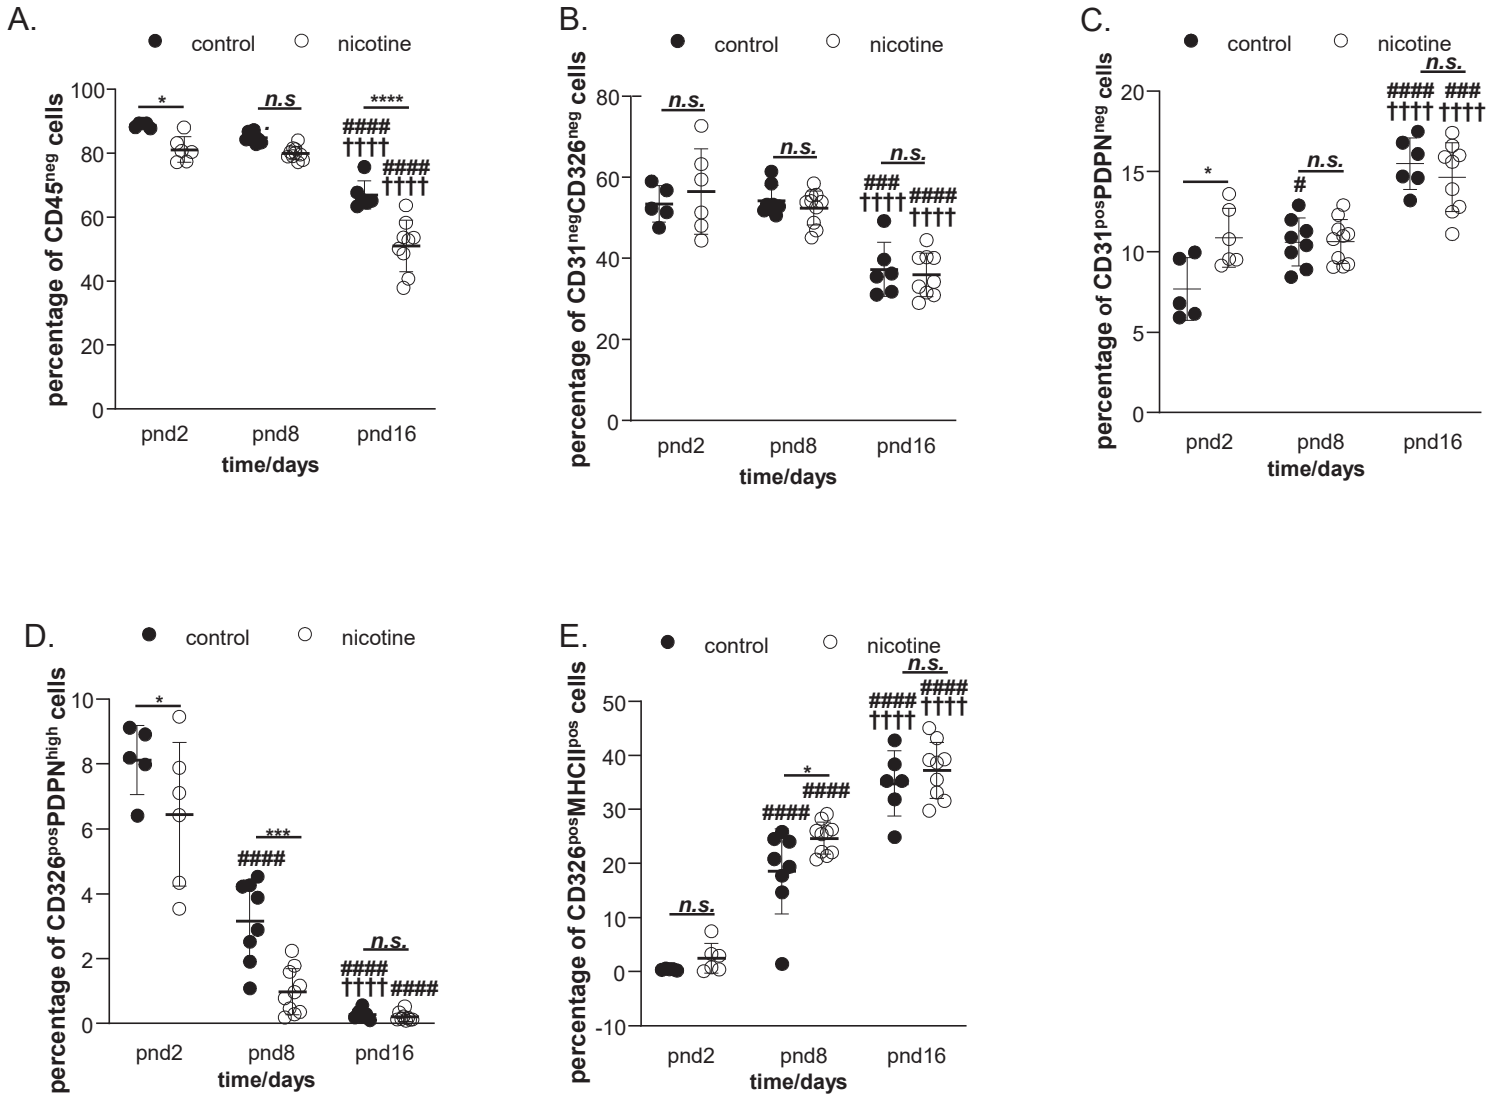 A.
control nicotine
percentage of CD45neg cells
100
80
60
40
20
0
*
n.s
****
####
††††
####
††††
pnd2 pnd8 pnd16
time/days
B.
control nicotine
percentage of CD31negCD326neg cells
80
60
40
20
0
n.s.
n.s.
n.s.
###
††††
####
††††
pnd2 pnd8 pnd16
time/days
C.
control nicotine
percentage of CD31posPDPNneg cells
20
15
10
5
0
*
n.s.
#
n.s.
#### ###
†††† ††††
pnd2 pnd8 pnd16
time/days
D.
control nicotine
percentage of CD326posPDPNhigh cells
10
8
6
4
2
0
*
***
####
n.s.
####
†††† ####
pnd2 pnd8 pnd16
time/days
E.
control nicotine
percentage of CD326posMHCIIpos cells
50
40
30
20
10
0
-10
n.s.
*
####
####
n.s.
####
††††
####
††††
pnd2 pnd8 pnd16
time/days